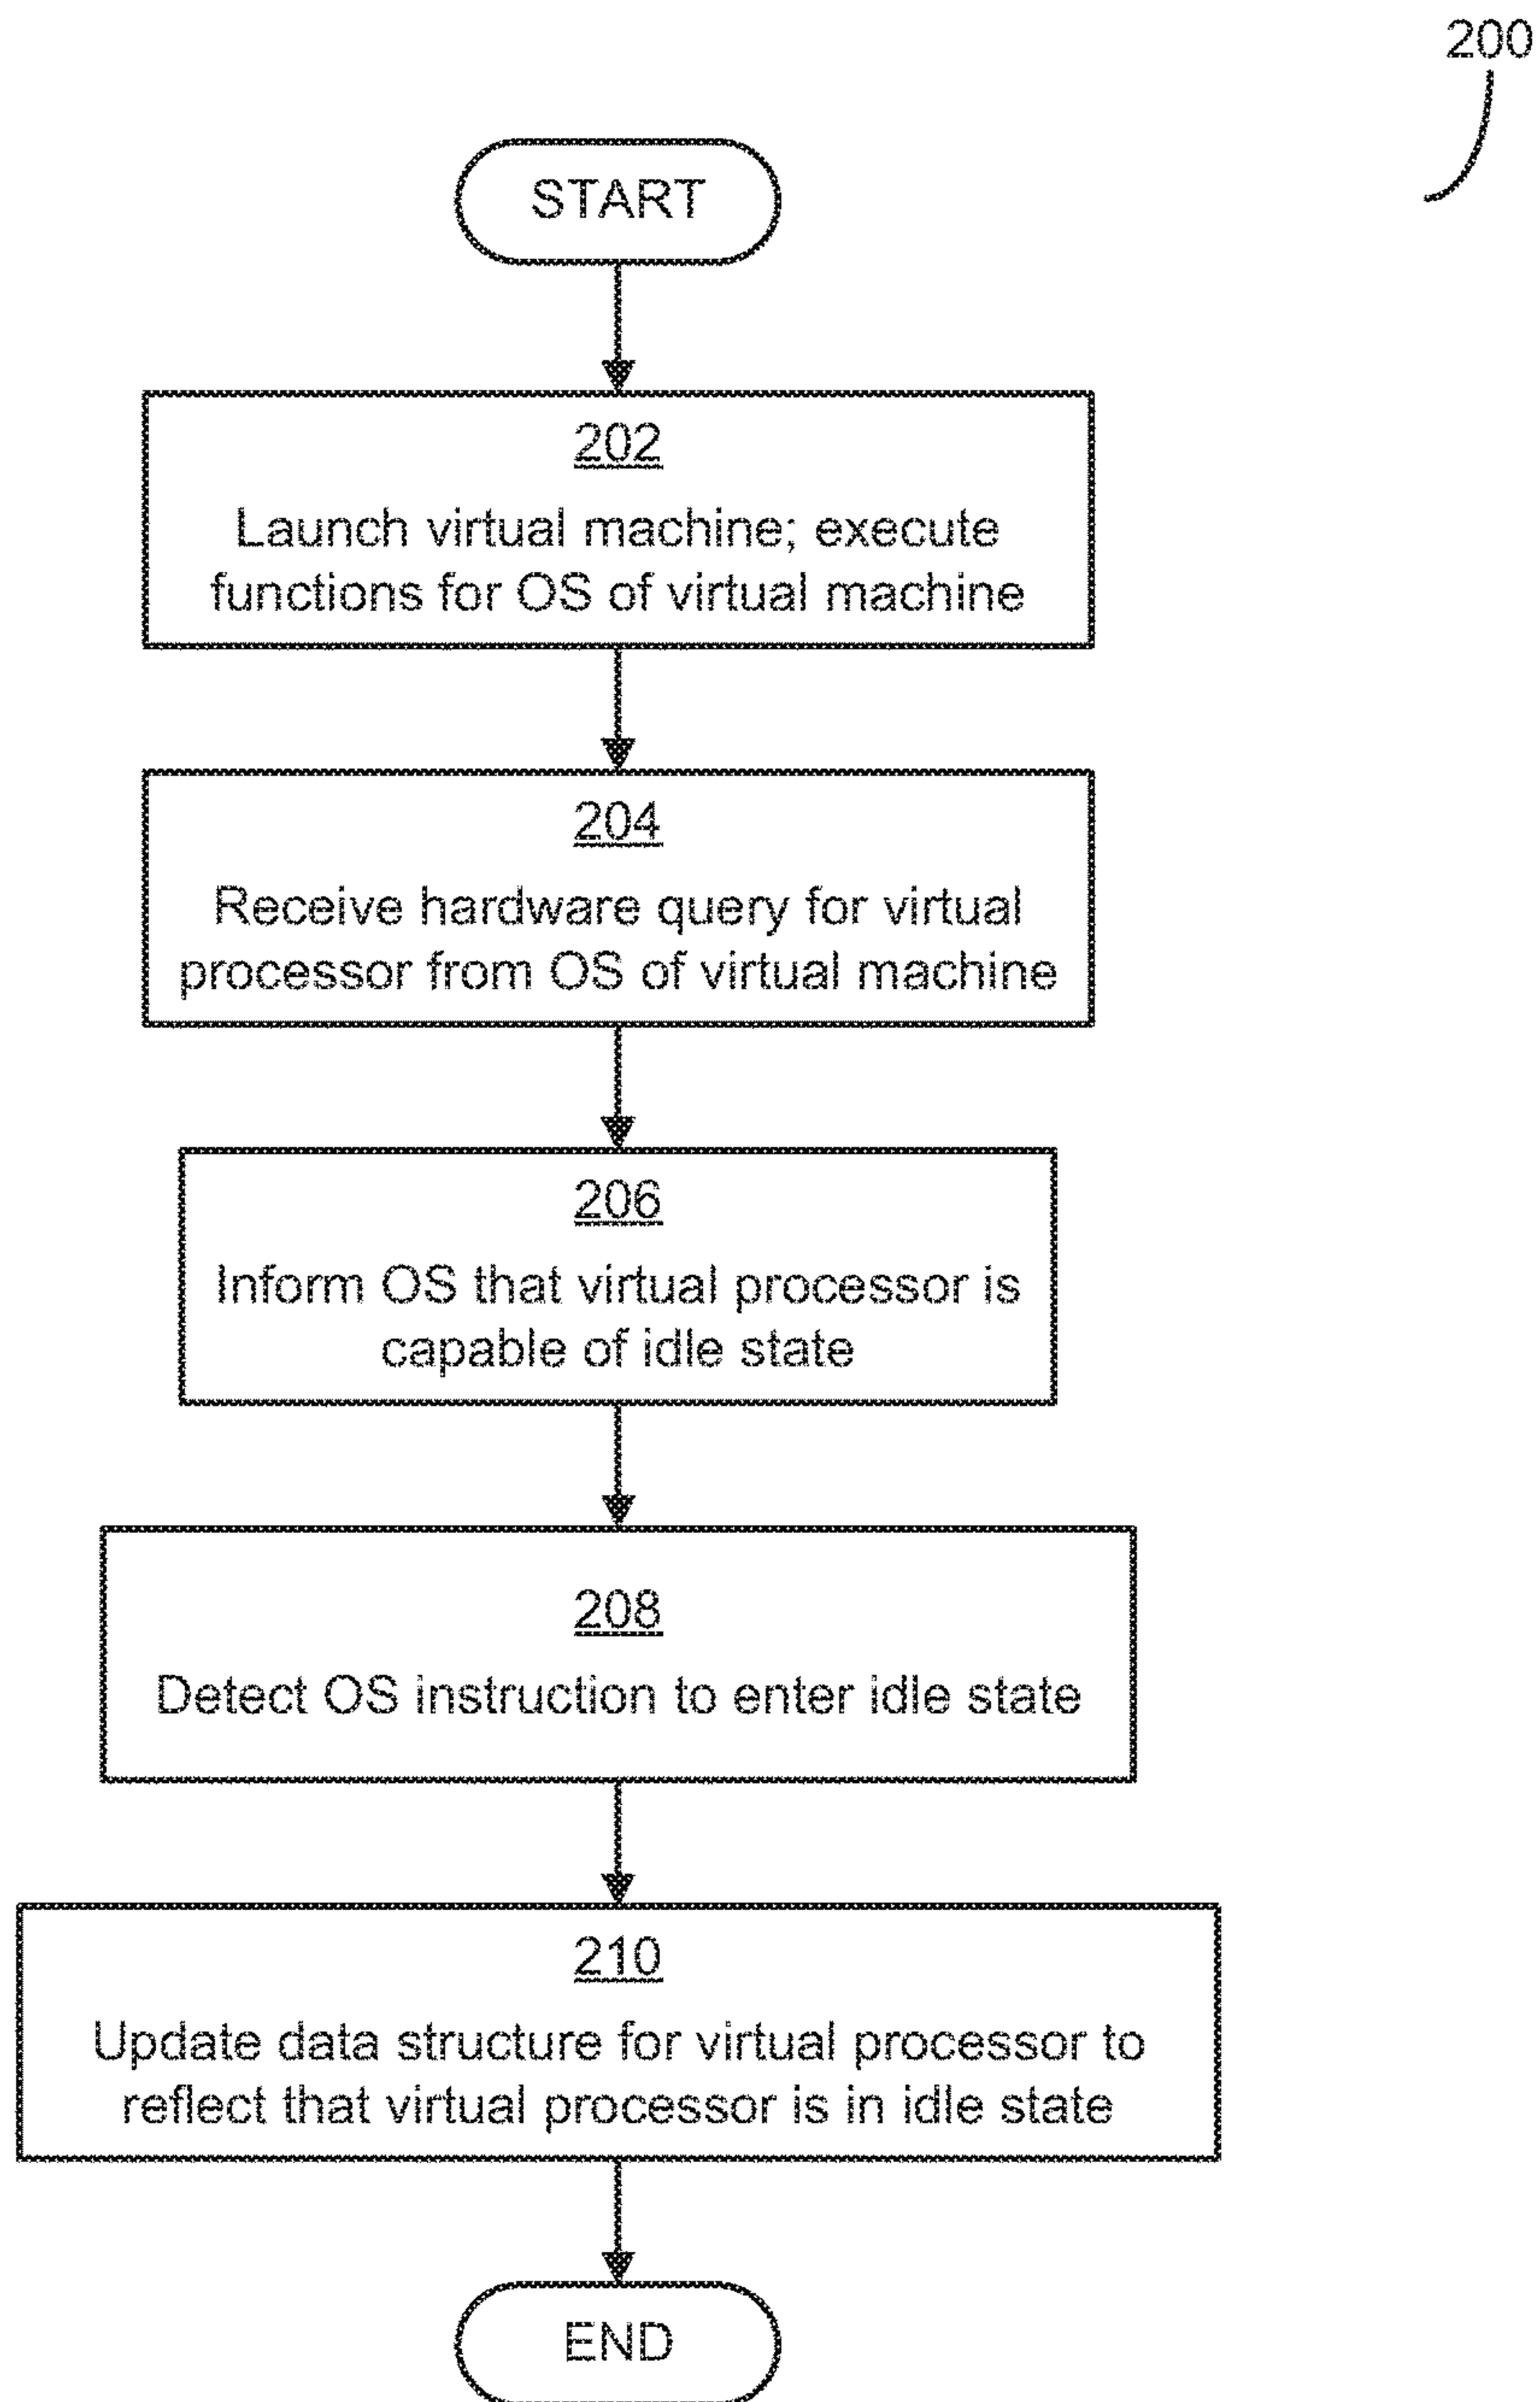 200
START
202
Launch virtual machine; execute
functions for OS of virtual machine
204
Receive hardware query for virtual
processor from OS of virtual machine
206
Inform OS that virtual processor is
capable of idle state
208
Detect OS instruction to enter idle state
210
Update data structure for virtual processor to
reflect that virtual processor is in idle state
END